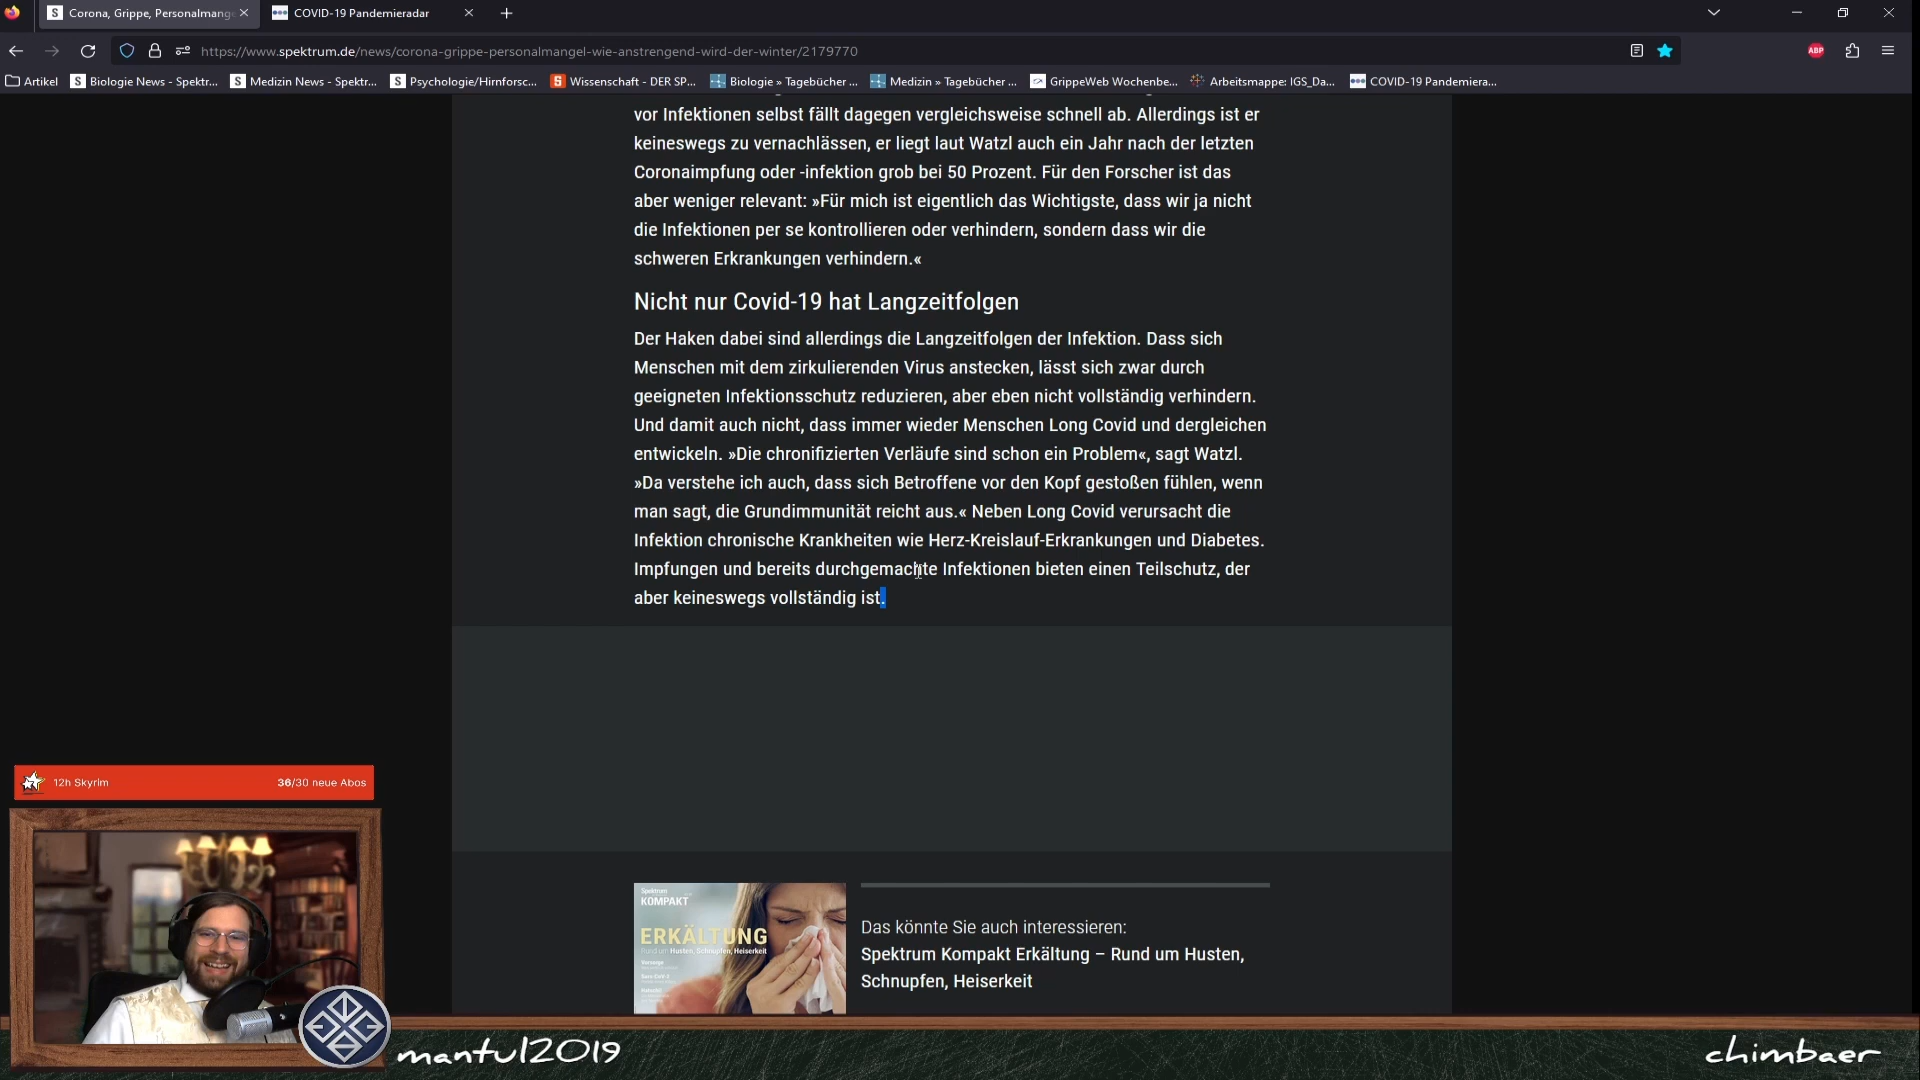 Corona, Grippe, Personalmange
COVID-19 Pandemieradar
https://www.spektrum.de/news/corona-grippe-personalmangel-wie-anstrengend-wird-der-winter/2179770
ABP
Artikel
Biologie News - Spektr...
Medizin News - Spektr...
Psychologie/Hirnforsc...
Wissenschaft - DER SP...
Biologie » Tagebücher ...
Medizin » Tagebücher ...
GrippeWeb Wochenbe...
Arbeitsmappe: IGS_Da...
COVID-19 Pandemiera...
vor Infektionen selbst fällt dagegen vergleichsweise schnell ab. Allerdings ist er
keineswegs zu vernachlässen, er liegt laut Watzl auch ein Jahr nach der letzten
Coronaimpfung oder -infektion grob bei 50 Prozent. Für den Forscher ist das
aber weniger relevant: »Für mich ist eigentlich das Wichtigste, dass wir ja nicht
die Infektionen per se kontrollieren oder verhindern, sondern dass wir die
schweren Erkrankungen verhindern.«
Nicht nur Covid-19 hat Langzeitfolgen
Der Haken dabei sind allerdings die Langzeitfolgen der Infektion. Dass sich
Menschen mit dem zirkulierenden Virus anstecken, lässt sich zwar durch
geeigneten Infektionsschutz reduzieren, aber eben nicht vollständig verhindern.
Und damit auch nicht, dass immer wieder Menschen Long Covid und dergleichen
entwickeln. »Die chronifizierten Verläufe sind schon ein Problem«, sagt Watzl.
»Da verstehe ich auch, dass sich Betroffene vor den Kopf gestoßen fühlen, wenn
man sagt, die Grundimmunität reicht aus.« Neben Long Covid verursacht die
Infektion chronische Krankheiten wie Herz-Kreislauf-Erkrankungen und Diabetes.
Impfungen und bereits durchgemachte Infektionen bieten einen Teilschutz, der
aber keineswegs vollständig ist.
12h Skyrim
36/30 neue Abos
Spektrum
KOMPAKT
ERKÄLTUNG
Rund um Husten, Schnupfen, Heiserkeit
Das könnte Sie auch interessieren:
Spektrum Kompakt Erkältung – Rund um Husten,
Schnupfen, Heiserkeit
mantul2019
chimbaer